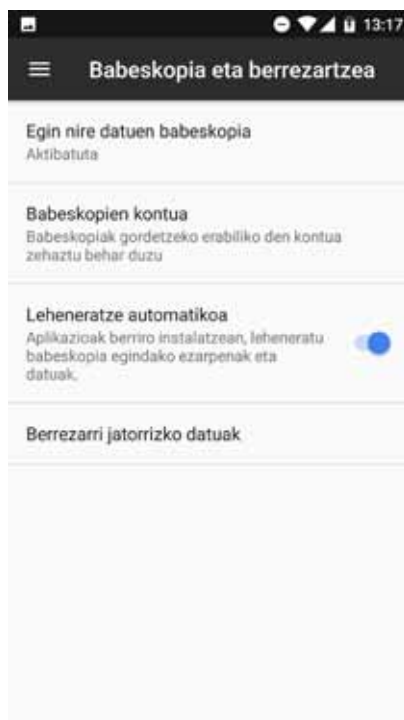 13:17
Babeskopia eta berrezartzea
Egin nire datuen babeskopia
Aktibatuta
Babeskopien kontua
Babeskopiak gordetzeko erabiliko den kontua
zehaztu behar duzu
Leheneratze automatikoa
Aplikazioak berriro instalatzean, leheneratu
babeskopia egindako ezarpenak eta
datuak.
Berrezarri jatorrizko datuak